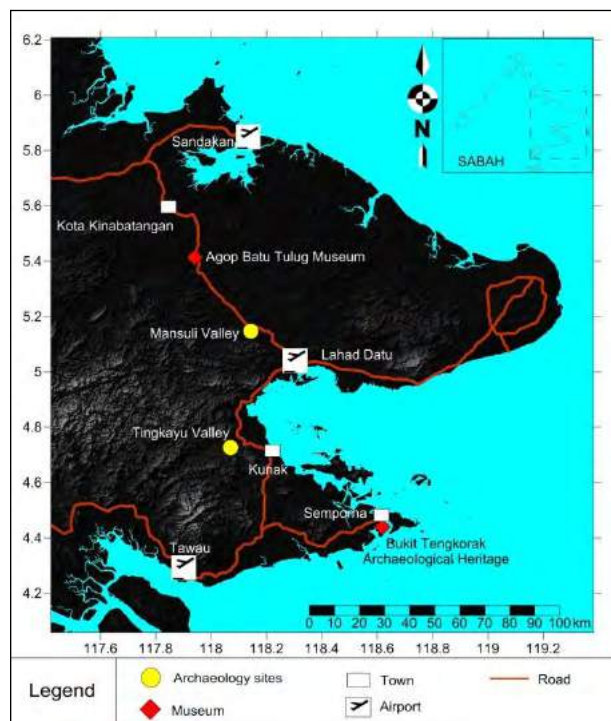 6.2
6
5.8
5.6
5.4
5.2
5
4.8
4.6
4.4
4.2
N
SABAH
Sandakan
Kota Kinabatangan
Agop Batu Tulug Museum
Mansuli Valley
Lahad Datu
Tingkayu Valley
Kunak
Semporna
Bukit Tengkorak
Archaeological Heritage
Tawau
0 10 20 30 40 50 60 70 80 90 100
km
117.6 117.8 118 118.2 118.4 118.6 118.8 119 119.2
Legend
Archaeology sites
Town
Road
Museum
Airport